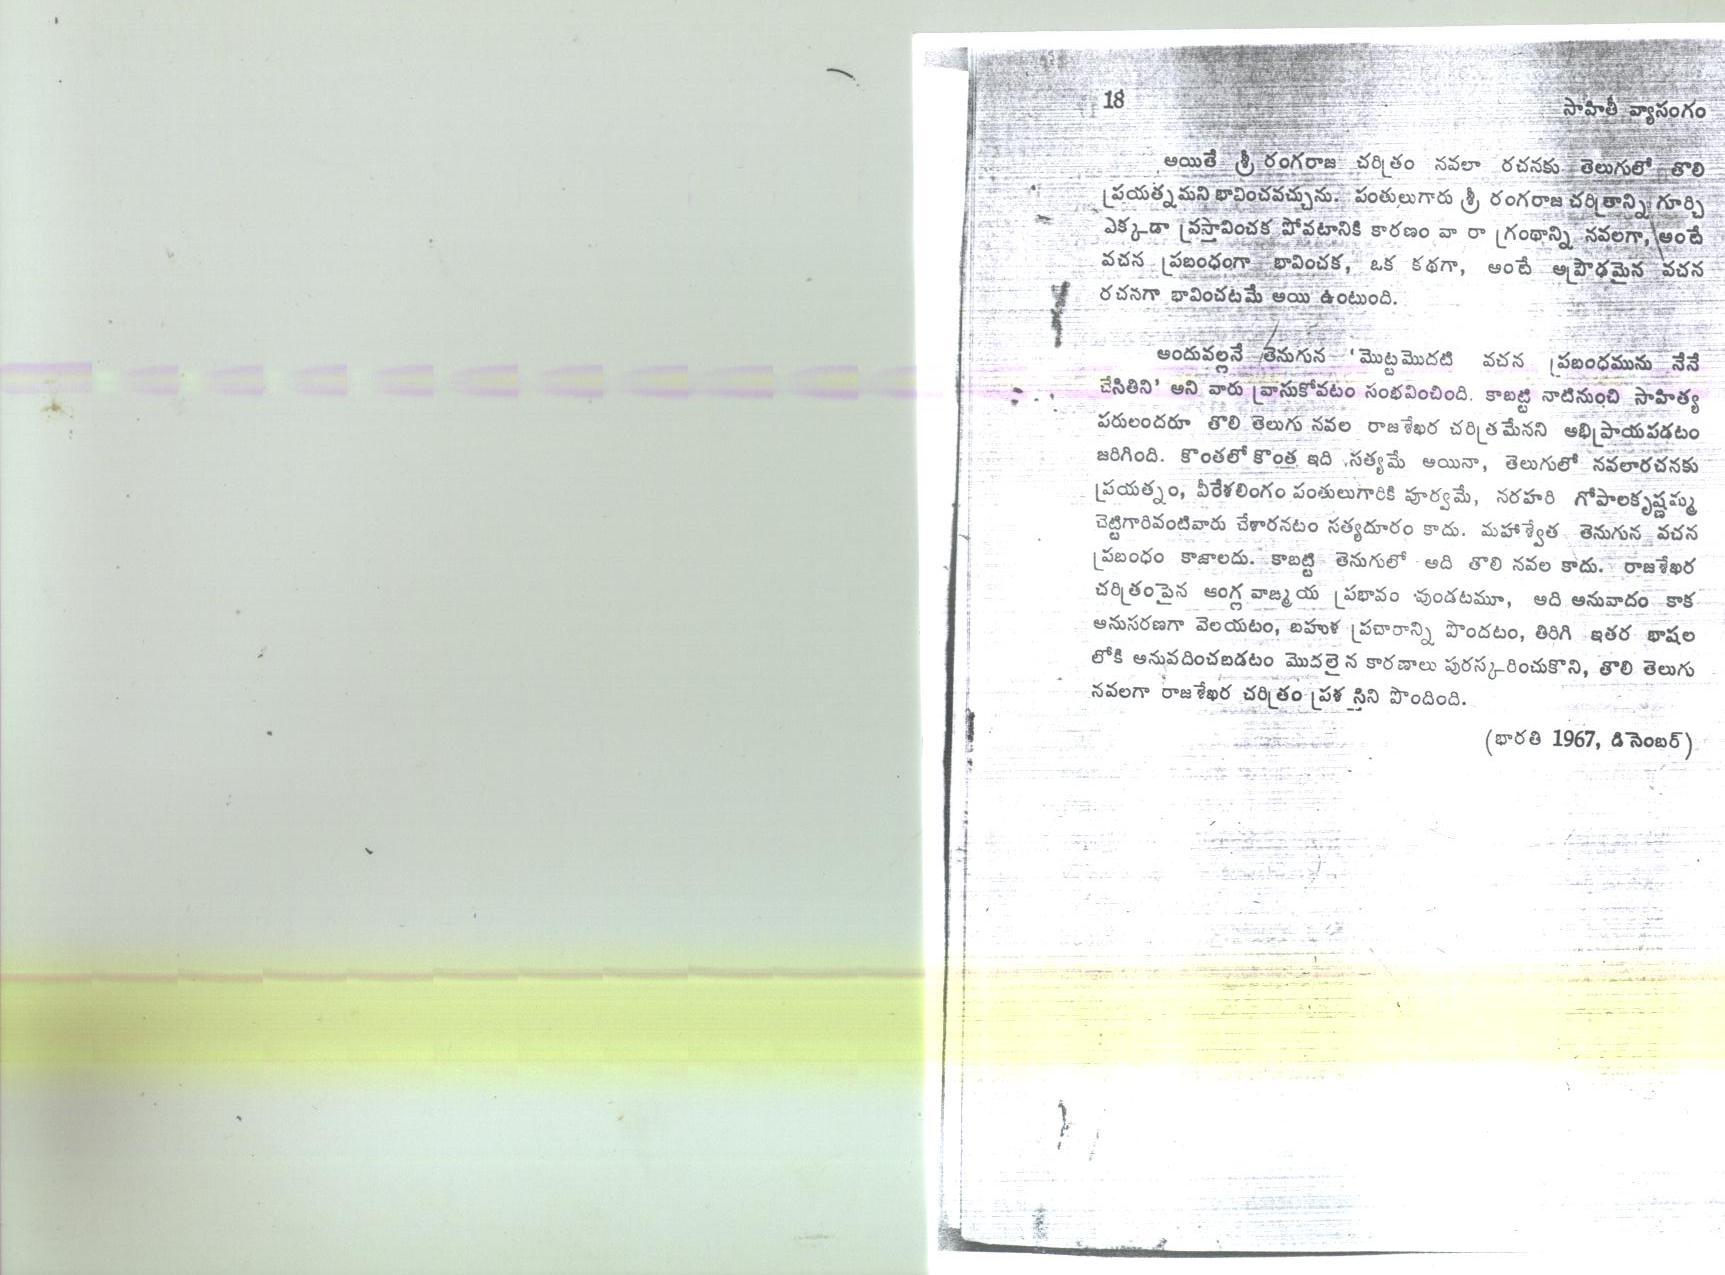 18
సాహితీ వ్యాసంగం
అయితే శ్రీ రంగరాజ చరిత్రం నవలా రచనకు తెలుగులో తొలి
ప్రయత్నమని భావించవచ్చును. పంతులుగారు శ్రీ రంగరాజ చరిత్రాన్ని గూర్చి
ఎక్కడా ప్రస్తావించక పోవటానికి కారణం వా రా గ్రంథాన్ని నవలగా, అంటే
వచన ప్రబంధంగా భావించక, ఒక కథగా, అంటే అప్రౌఢమైన వచన
రచనగా భావించటమే అయి ఉంటుంది.
అందువల్లనే తెనుగున 'మొట్టమొదటి వచన ప్రబంధమును నేనే
చేసితిని' అని వారు వ్రాసుకోవటం సంభవించింది. కాబట్టి నాటినుంచి సాహిత్య
పరులందరూ తొలి తెలుగు నవల రాజశేఖర చరిత్రమేనని అభిప్రాయపడటం
జరిగింది. కొంతలో కొంత ఇది సత్యమే అయినా, తెలుగులో నవలారచనకు
ప్రయత్నం, వీరేశలింగం పంతులుగారికి పూర్వమే, నరహరి గోపాలకృష్ణమ్మ
చెట్టిగారివంటివారు చేశారనటం సత్యదూరం కాదు. మహాశ్వేత తెనుగున వచన
ప్రబంధం కాజాలదు. కాబట్టి తెనుగులో అది తొలి నవల కాదు. రాజశేఖర
చరిత్రంపైన ఆంగ్ల వాఙ్మయ ప్రభావం వుండటమూ, అది అనువాదం కాక
అనుసరణగా వెలయటం, బహుళ ప్రచారాన్ని పొందటం, తిరిగి ఇతర భాషల
లోకి అనువదించబడటం మొదలైన కారణాలు పురస్కరించుకొని, తొలి తెలుగు
నవలగా రాజశేఖర చరిత్రం ప్రశస్తిని పొందింది.
(భారతి 1967, డిసెంబర్)